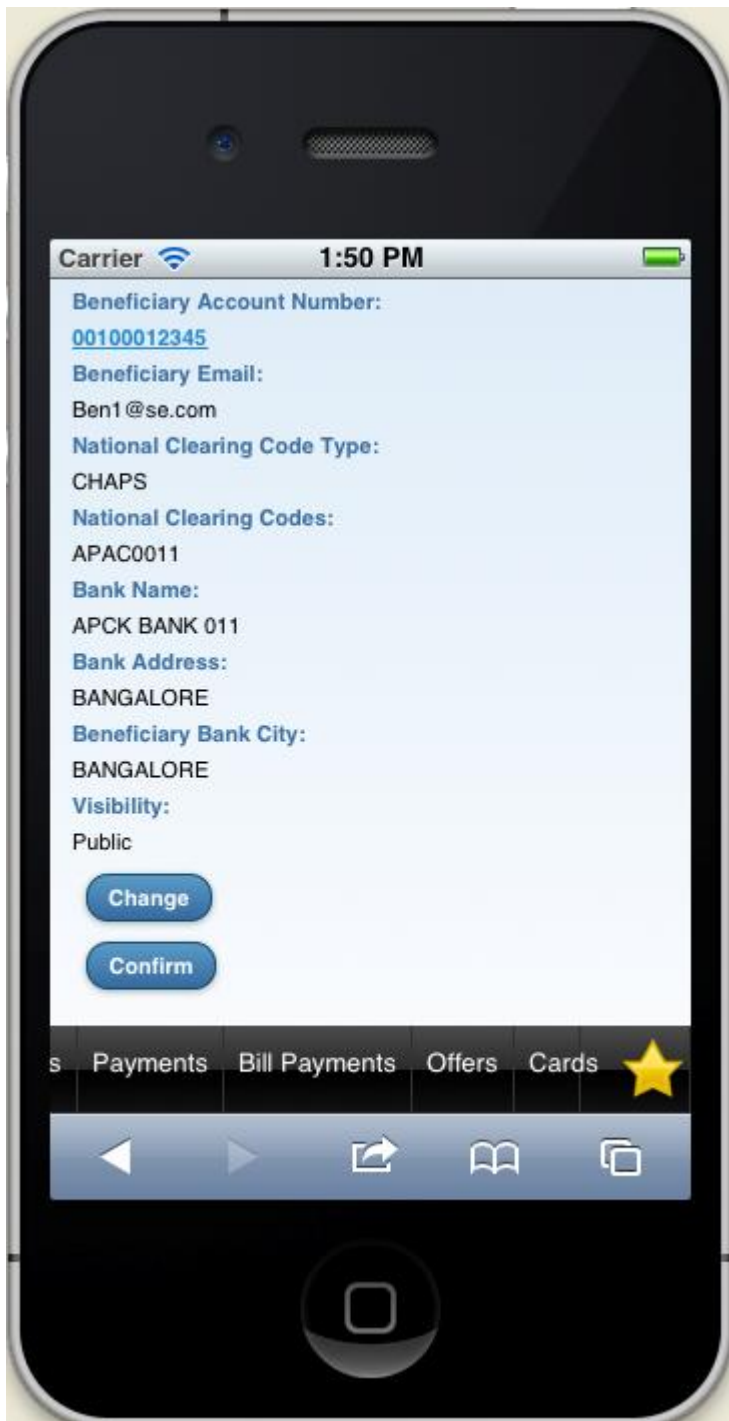 Carrier 1:50 PM
Beneficiary Account Number:
00100012345
Beneficiary Email:
Ben1@se.com
National Clearing Code Type:
CHAPS
National Clearing Codes:
APAC0011
Bank Name:
APCK BANK 011
Bank Address:
BANGALORE
Beneficiary Bank City:
BANGALORE
Visibility:
Public
Change
Confirm
s Payments Bill Payments Offers Cards